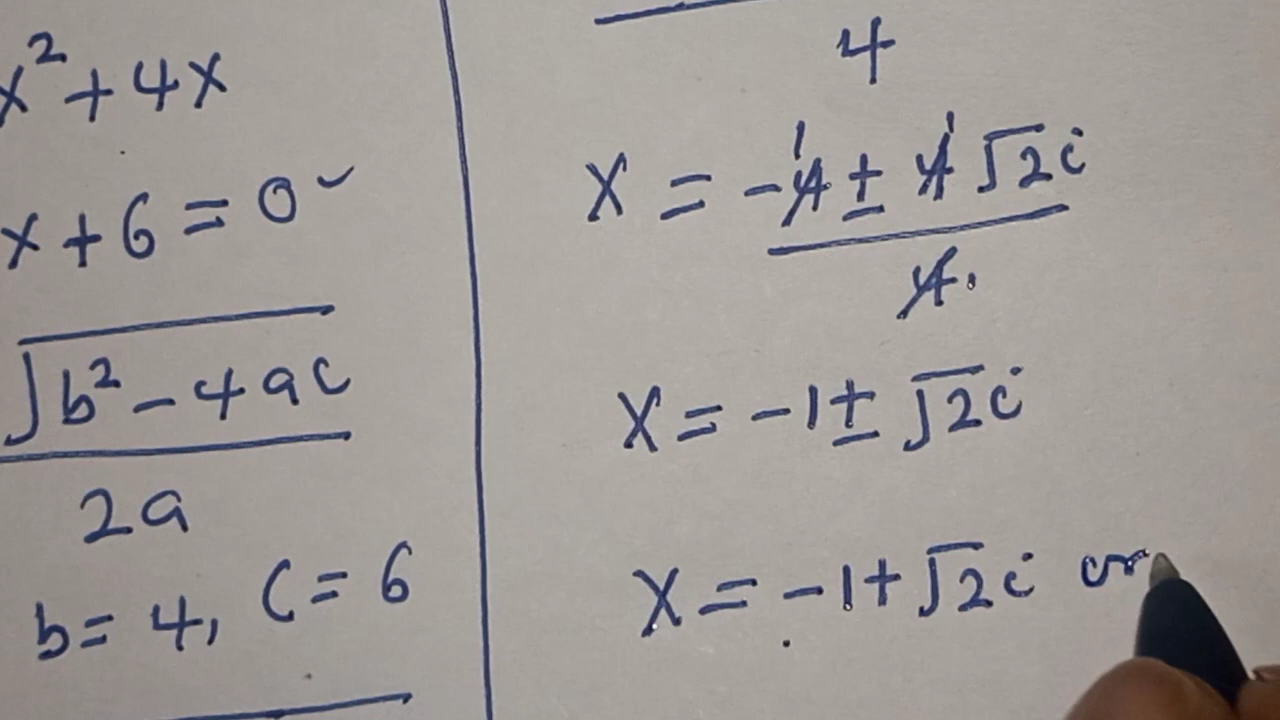 x² + 4x
x + 6 = 0
√b² - 4ac
2a
b = 4, c = 6
4
X = -4 ± 4√2i
4
X = -1 ± √2i
X = -1 + √2i or